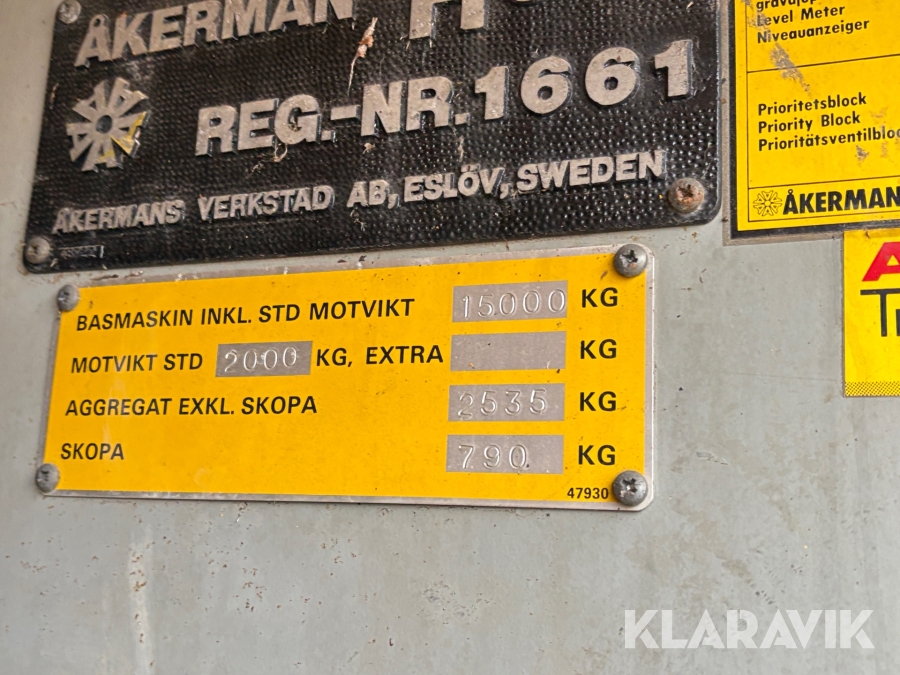 ÅKERMAN H
REG.-NR. 1661
ÅKERMANS VERKSTAD AB, ESLÖV, SWEDEN
BASMASKIN INKL. STD MOTVIKT 15000 KG
MOTVIKT STD 2000 KG, EXTRA KG
AGGREGAT EXKL. SKOPA 2535 KG
SKOPA 790 KG
47930
Level Meter
Niveauanzeiger
Prioritetsblock
Priority Block
Prioritätsventilblo
ÅKERMAN
KLARAVIK